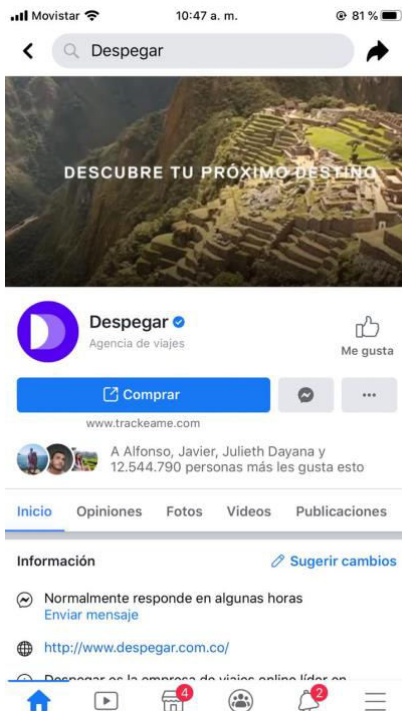 Movistar 10:47 a. m. 81 %
Despegar
DESCUBRE TU PRÓXIMO DESTINO
Despegar
Agencia de viajes
Me gusta
Comprar
www.trackeame.com
A Alfonso, Javier, Julieth Dayana y
12.544.790 personas más les gusta esto
Inicio Opiniones Fotos Videos Publicaciones
Información Sugerir cambios
Normalmente responde en algunas horas
Enviar mensaje
http://www.despegar.com.co/
Despegar es la empresa de viajes online líder en
4 2